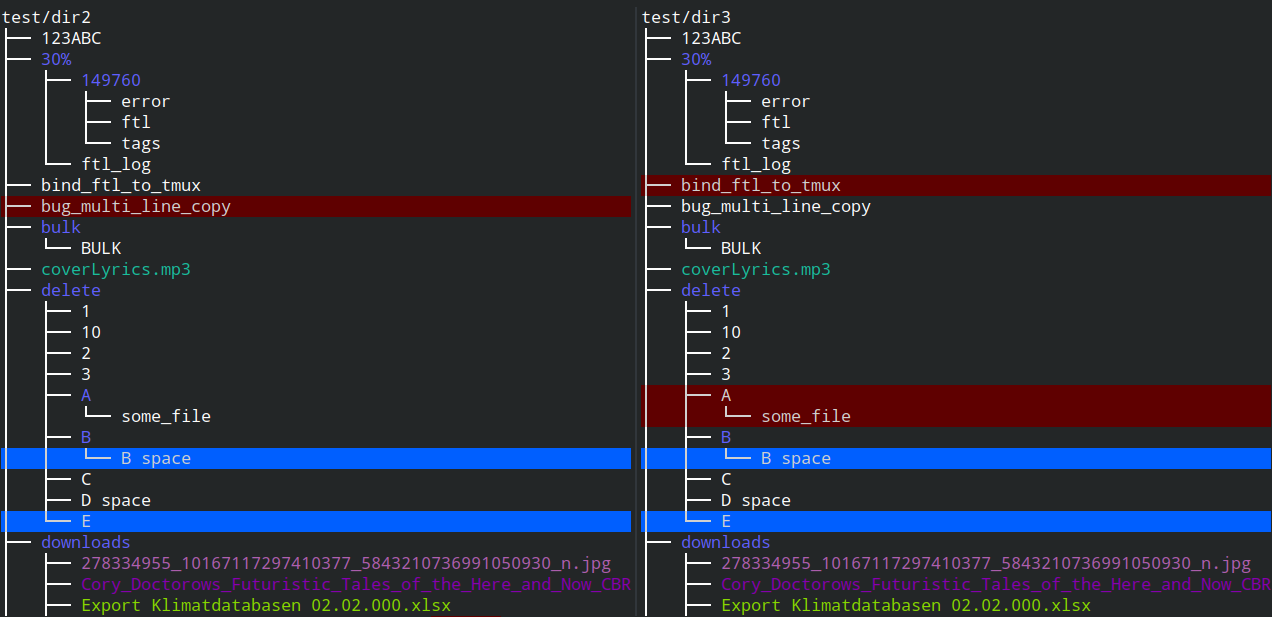 test/dir2
123ABC
30%
149760
error
ftl
tags
ftl_log
bind_ftl_to_tmux
bug_multi_line_copy
bulk
BULK
coverLyrics.mp3
delete
1
10
2
3
A
some_file
B
B space
C
D space
E
downloads
278334955_10167117297410377_5843210736991050930_n.jpg
Cory_Doctorows_Futuristic_Tales_of_the_Here_and_Now_CBR
Export Klimatdatabasen 02.02.000.xlsx
test/dir3
123ABC
30%
149760
error
ftl
tags
ftl_log
bind_ftl_to_tmux
bug_multi_line_copy
bulk
BULK
coverLyrics.mp3
delete
1
10
2
3
A
some_file
B
B space
C
D space
E
downloads
278334955_10167117297410377_5843210736991050930_n.jpg
Cory_Doctorows_Futuristic_Tales_of_the_Here_and_Now_CBR
Export Klimatdatabasen 02.02.000.xlsx